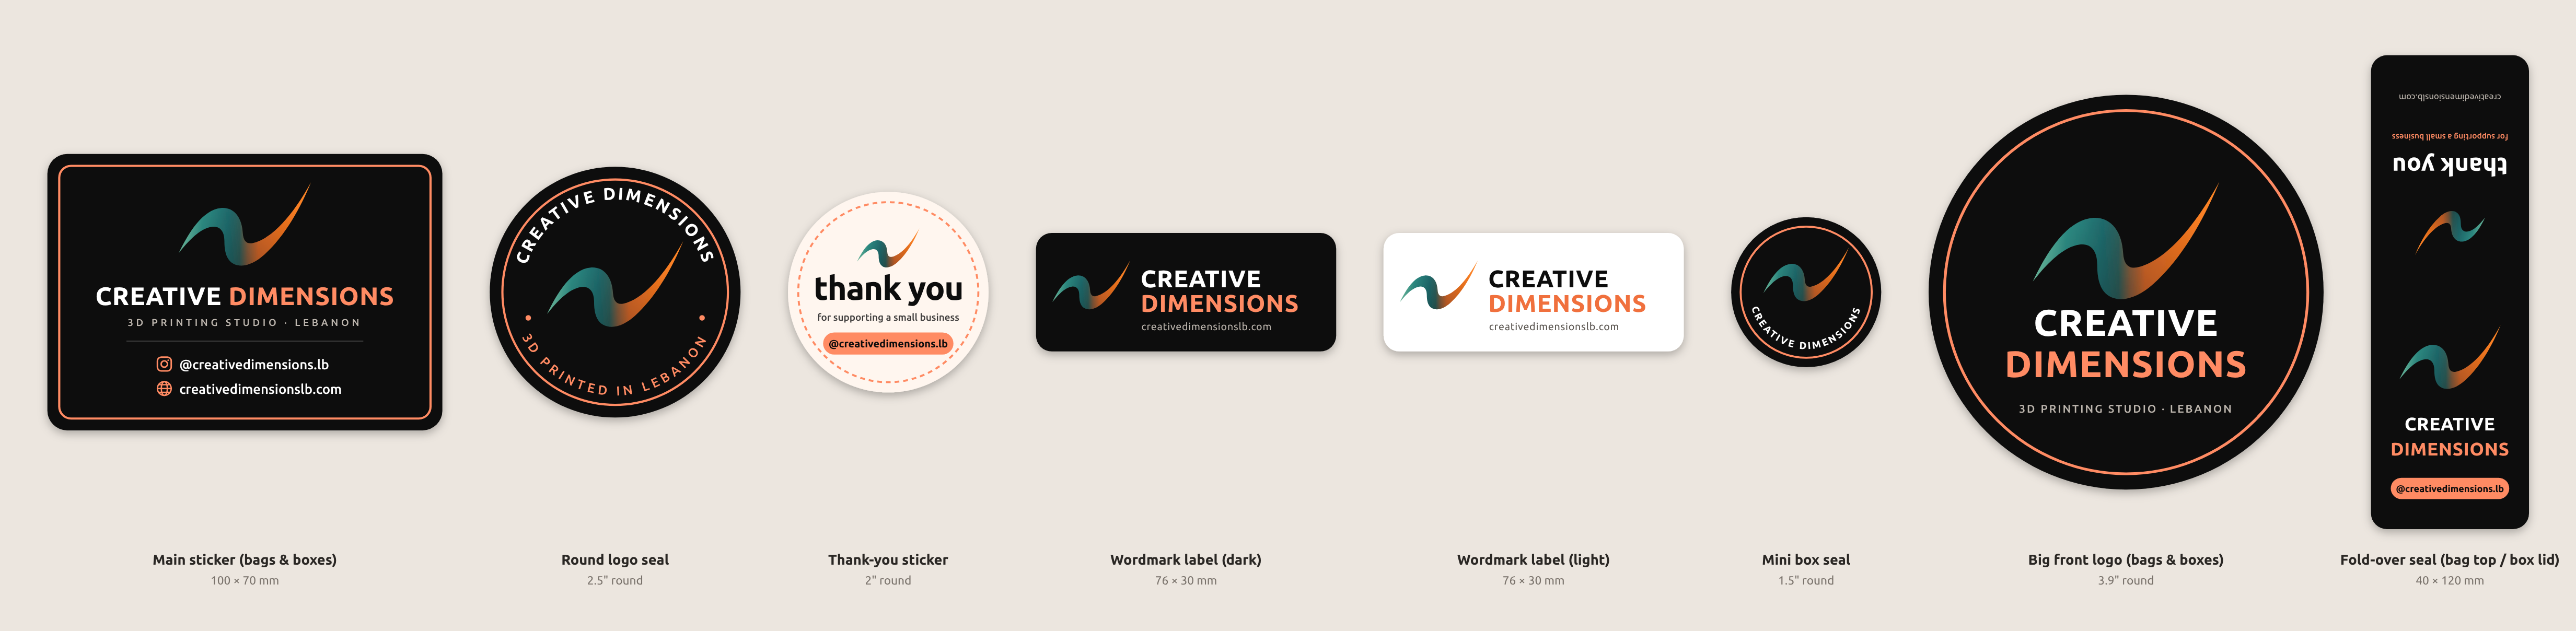 CREATIVE DIMENSIONS
3D PRINTING STUDIO · LEBANON
@creativedimensions.lb
creativedimensionslb.com
Main sticker (bags & boxes)
100 × 70 mm
CREATIVE DIMENSIONS
3D PRINTED IN LEBANON
Round logo seal
2.5" round
thank you
for supporting a small business
@creativedimensions.lb
Thank-you sticker
2" round
CREATIVE
DIMENSIONS
creativedimensionslb.com
Wordmark label (dark)
76 × 30 mm
CREATIVE
DIMENSIONS
creativedimensionslb.com
Wordmark label (light)
76 × 30 mm
CREATIVE DIMENSIONS
Mini box seal
1.5" round
CREATIVE
DIMENSIONS
3D PRINTING STUDIO · LEBANON
Big front logo (bags & boxes)
3.9" round
thank you
for supporting a small business
creativedimensionslb.com
CREATIVE
DIMENSIONS
@creativedimensions.lb
Fold-over seal (bag top / box lid)
40 × 120 mm